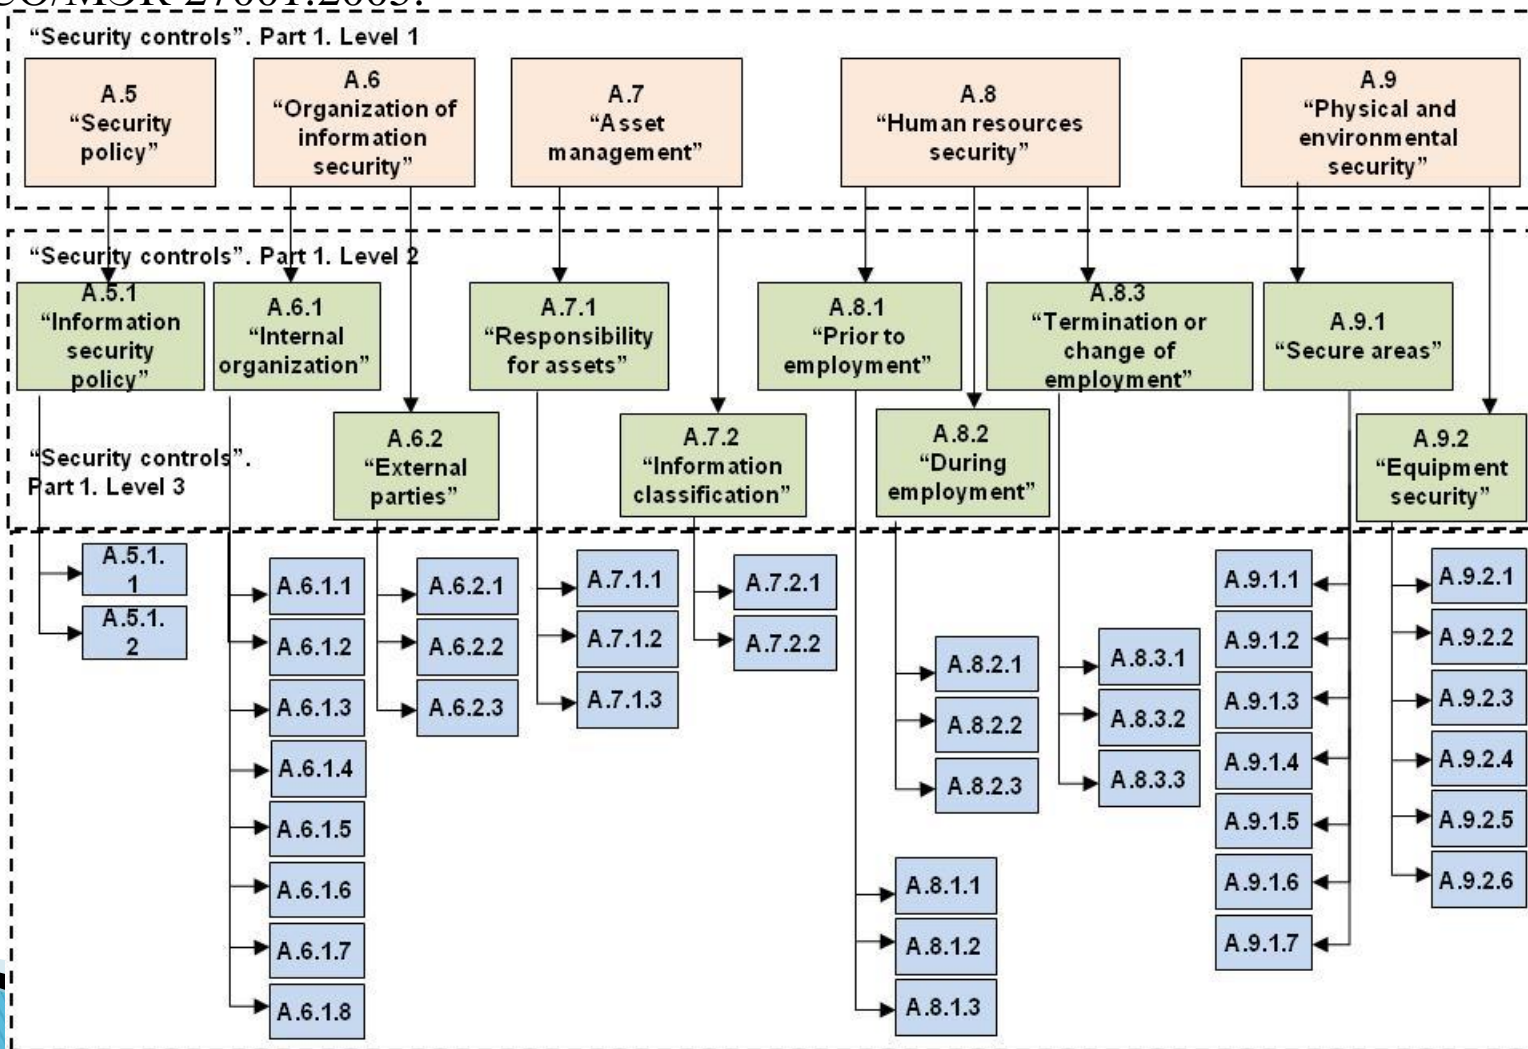 СО/МЭК 27001:2005.
“Security controls”. Part 1. Level 1
A.5
“Security
policy”
A.6
“Organization of
information
security”
A.7
“Asset
management”
A.8
“Human resources
security”
A.9
“Physical and
environmental
security”
“Security controls”. Part 1. Level 2
A.5.1
“Information
security
policy”
A.6.1
“Internal
organization”
A.7.1
“Responsibility
for assets”
A.8.1
“Prior to
employment”
A.8.3
“Termination or
change of
employment”
A.9.1
“Secure areas”
A.6.2
“External
parties”
A.7.2
“Information
classification”
A.8.2
“During
employment”
A.9.2
“Equipment
security”
“Security controls”.
Part 1. Level 3
A.5.1.
1
A.5.1.
2
A.6.1.1
A.6.1.2
A.6.1.3
A.6.1.4
A.6.1.5
A.6.1.6
A.6.1.7
A.6.1.8
A.6.2.1
A.6.2.2
A.6.2.3
A.7.1.1
A.7.1.2
A.7.1.3
A.7.2.1
A.7.2.2
A.8.1.1
A.8.1.2
A.8.1.3
A.8.2.1
A.8.2.2
A.8.2.3
A.8.3.1
A.8.3.2
A.8.3.3
A.9.1.1
A.9.1.2
A.9.1.3
A.9.1.4
A.9.1.5
A.9.1.6
A.9.1.7
A.9.2.1
A.9.2.2
A.9.2.3
A.9.2.4
A.9.2.5
A.9.2.6